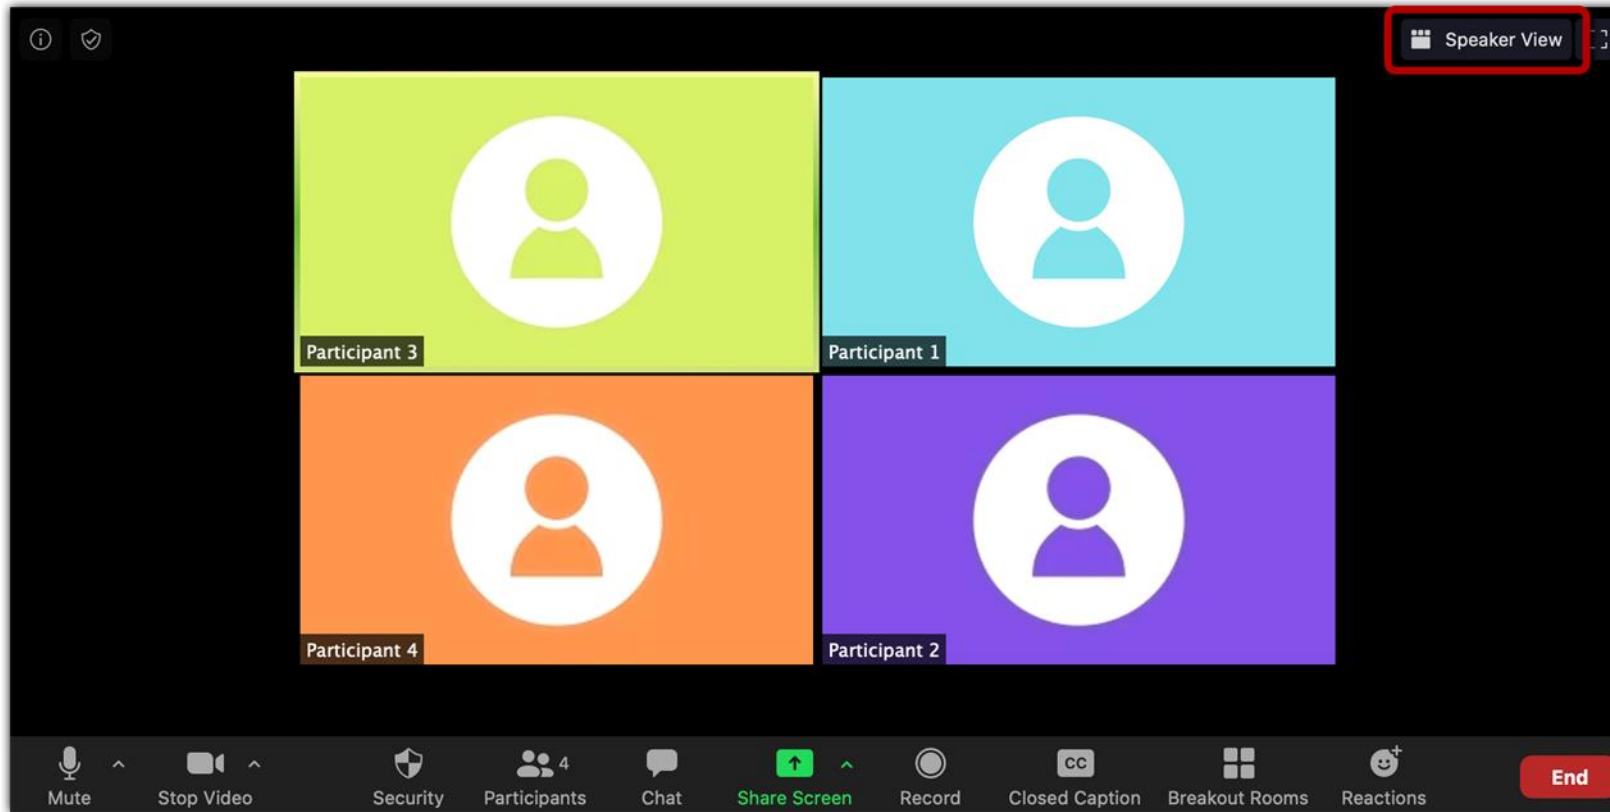 Speaker View
Participant 3
Participant 1
Participant 4
Participant 2
4
CC
Mute
Stop Video
Security
Participants
Chat
Share Screen
Record
Closed Caption
Breakout Rooms
Reactions
End